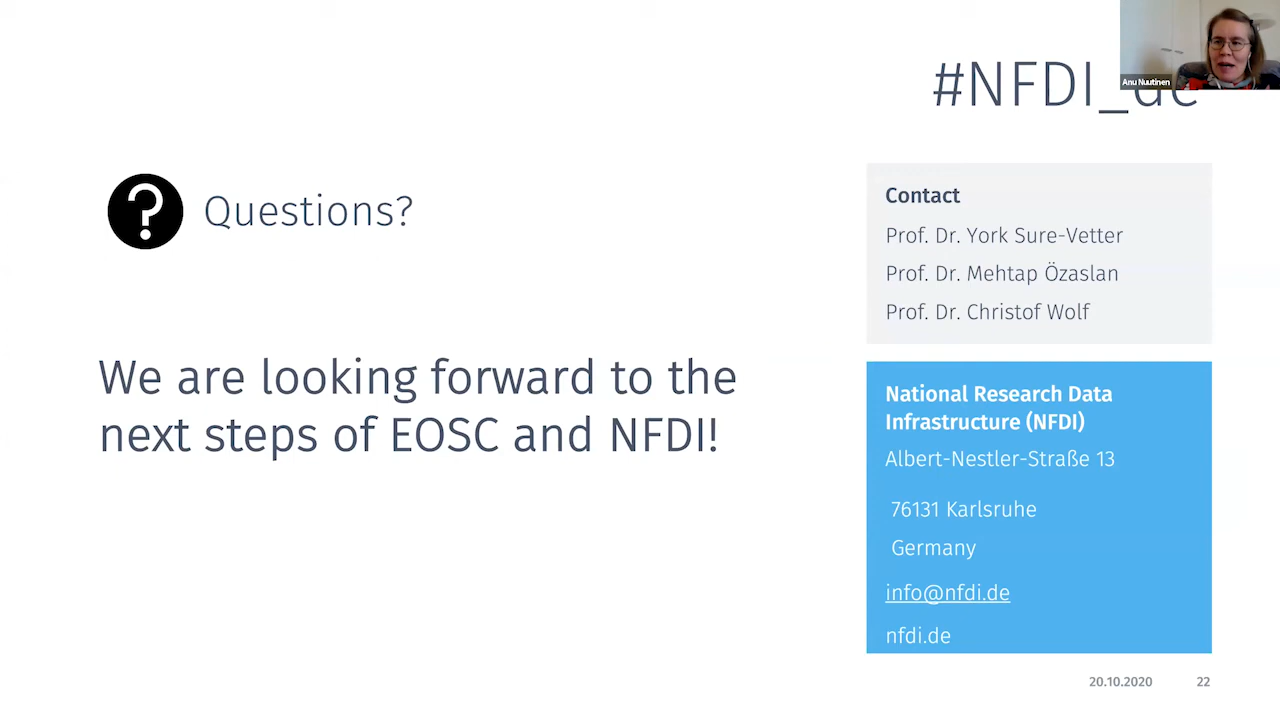 #NFDI_de
Anu Nuutinen
Questions?
We are looking forward to the
next steps of EOSC and NFDI!
Contact
Prof. Dr. York Sure-Vetter
Prof. Dr. Mehtap Özaslan
Prof. Dr. Christof Wolf
National Research Data
Infrastructure (NFDI)
Albert-Nestler-Straße 13
76131 Karlsruhe
Germany
info@nfdi.de
nfdi.de
20.10.2020 22